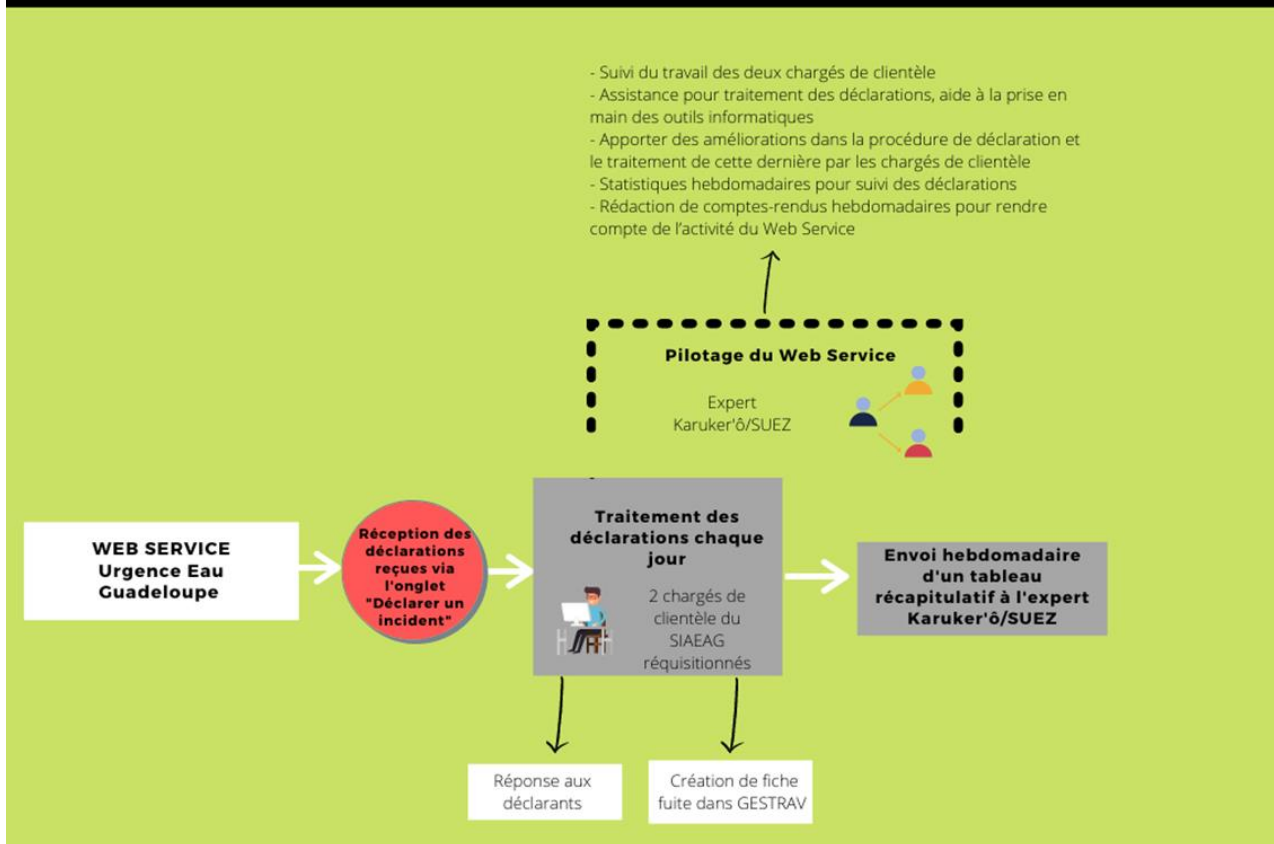 - Suivi du travail des deux chargés de clientèle
- Assistance pour traitement des déclarations, aide à la prise en
main des outils informatiques
- Apporter des améliorations dans la procédure de déclaration et
le traitement de cette dernière par les chargés de clientèle
- Statistiques hebdomadaires pour suivi des déclarations
- Rédaction de comptes-rendus hebdomadaires pour rendre
compte de l'activité du Web Service
Pilotage du Web Service
Expert
Karuker'ô/SUEZ
WEB SERVICE
Urgence Eau
Guadeloupe
Réception des
déclarations
reçues via
l'onglet
"Déclarer un
incident"
Traitement des
déclarations chaque
jour
2 chargés de
clientèle du
SIAEAG
réquisitionnés
Envoi hebdomadaire
d'un tableau
récapitulatif à l'expert
Karuker'ô/SUEZ
Réponse aux
déclarants
Création de fiche
fuite dans GESTRAV